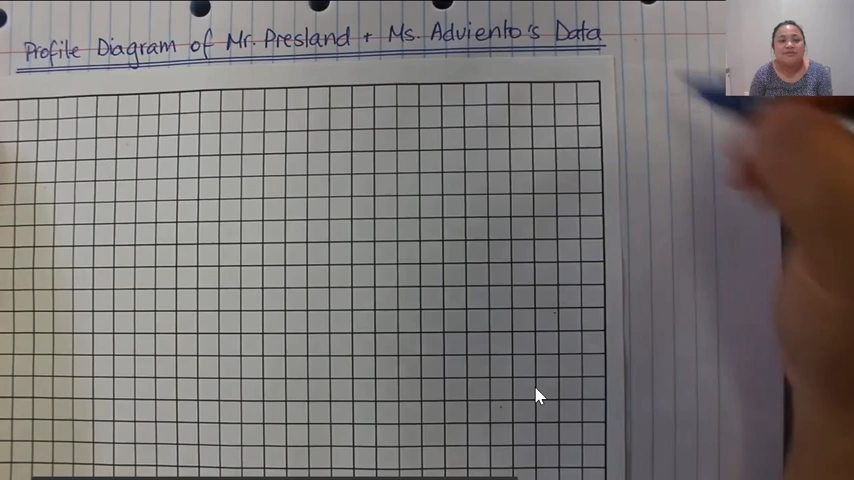 Profile Diagram of Mr. Presland + Ms. Adviento's Data